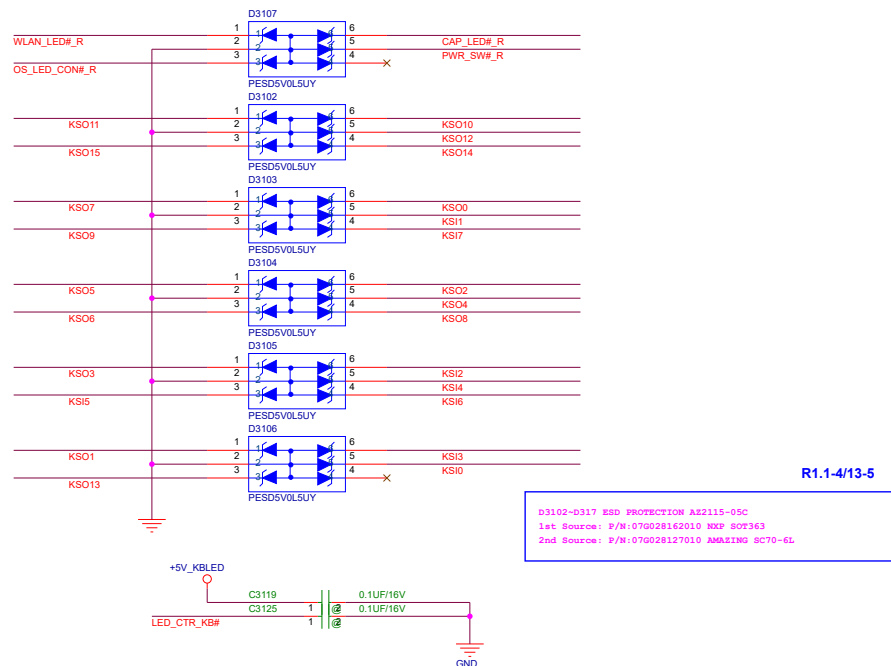 D3107
1 6
WLAN_LED#_R 2 5 CAP_LED#_R
3 4 PWR_SW#_R
OS_LED_CON#_R
PESD5V0L5UY
D3102
1 6
KSO11 2 5 KSO10
3 4 KSO12
KSO15 KSO14
PESD5V0L5UY
D3103
1 6
KSO7 2 5 KSO0
3 4 KSI1
KSO9 KSI7
PESD5V0L5UY
D3104
1 6
KSO5 2 5 KSO2
3 4 KSO4
KSO6 KSO8
PESD5V0L5UY
D3105
1 6
KSO3 2 5 KSI2
3 4 KSI4
KSI5 KSI6
PESD5V0L5UY
D3106
1 6
KSO1 2 5 KSI3
3 4 KSI0
KSO13
PESD5V0L5UY
R1.1-4/13-5
D3102~D317 ESD PROTECTION AZ2115-05C
1st Source: P/N:07G028162010 NXP SOT363
2nd Source: P/N:07G028127010 AMAZING SC70-6L
+5V_KBLED
C3119 0.1UF/16V
C3125 1 2 @ 0.1UF/16V
LED_CTR_KB# 1 2 @
GND